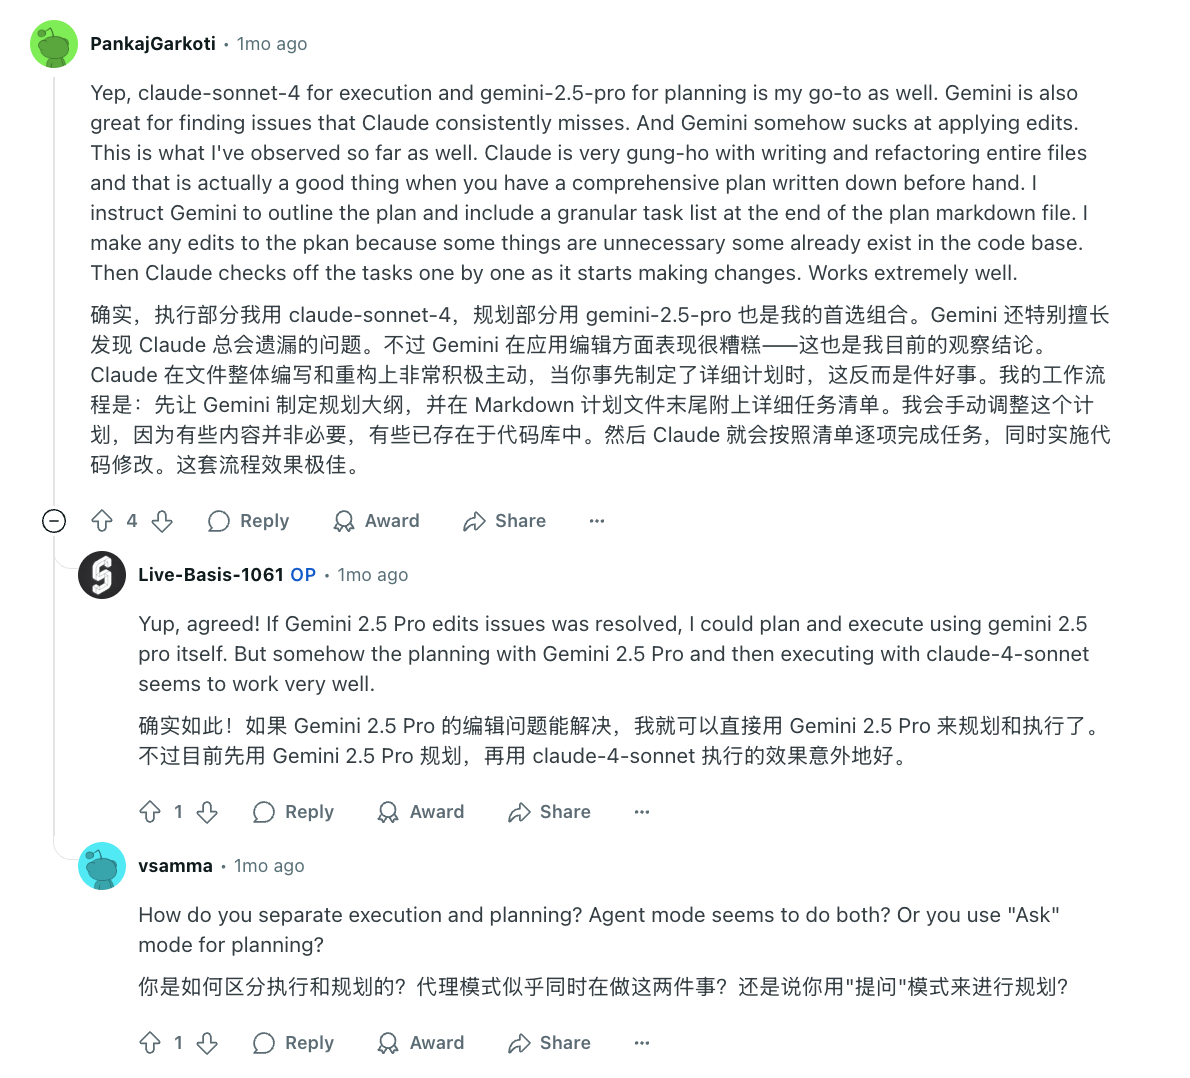 PankajGarkoti • 1mo ago
Yep, claude-sonnet-4 for execution and gemini-2.5-pro for planning is my go-to as well. Gemini is also
great for finding issues that Claude consistently misses. And Gemini somehow sucks at applying edits.
This is what I've observed so far as well. Claude is very gung-ho with writing and refactoring entire files
and that is actually a good thing when you have a comprehensive plan written down before hand. I
instruct Gemini to outline the plan and include a granular task list at the end of the plan markdown file. I
make any edits to the pkan because some things are unnecessary some already exist in the code base.
Then Claude checks off the tasks one by one as it starts making changes. Works extremely well.
确实，执行部分我用 claude-sonnet-4，规划部分用 gemini-2.5-pro 也是我的首选组合。Gemini 还特别擅长
发现 Claude 总会遗漏的问题。不过 Gemini 在应用编辑方面表现很糟糕——这也是我目前的观察结论。
Claude 在文件整体编写和重构上非常积极主动，当你事先制定了详细计划时，这反而是件好事。我的工作流
程是：先让 Gemini 制定规划大纲，并在 Markdown 计划文件末尾附上详细任务清单。我会手动调整这个计
划，因为有些内容并非必要，有些已存在于代码库中。然后 Claude 就会按照清单逐项完成任务，同时实施代
码修改。这套流程效果极佳。
4 Reply Award Share ···
Live-Basis-1061 OP • 1mo ago
Yup, agreed! If Gemini 2.5 Pro edits issues was resolved, I could plan and execute using gemini 2.5
pro itself. But somehow the planning with Gemini 2.5 Pro and then executing with claude-4-sonnet
seems to work very well.
确实如此！如果 Gemini 2.5 Pro 的编辑问题能解决，我就可以直接用 Gemini 2.5 Pro 来规划和执行了。
不过目前先用 Gemini 2.5 Pro 规划，再用 claude-4-sonnet 执行的效果意外地好。
1 Reply Award Share ···
vsamma • 1mo ago
How do you separate execution and planning? Agent mode seems to do both? Or you use "Ask"
mode for planning?
你是如何区分执行和规划的？代理模式似乎同时在做这两件事？还是说你用"提问"模式来进行规划？
1 Reply Award Share ···